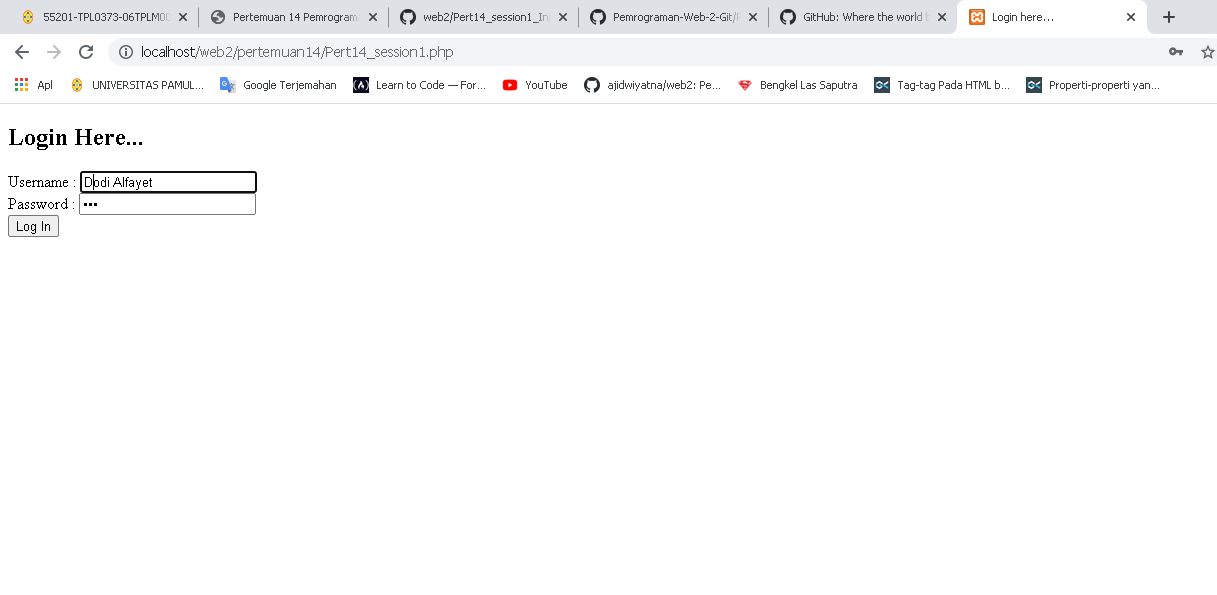 55201-TPL0373-06TPLM0
Pertemuan 14 Pemrogram
web2/Pert14_session1_In
Pemrograman-Web-2-Git/
GitHub: Where the world b
Login here...
localhost/web2/pertemuan14/Pert14_session1.php
Apl
UNIVERSITAS PAMUL...
Google Terjemahan
Learn to Code — For...
YouTube
ajidwiyatna/web2: Pe...
Bengkel Las Saputra
Tag-tag Pada HTML b...
Properti-properti yan...
Login Here...
Username : Dodi Alfayet
Password : •••
Log In